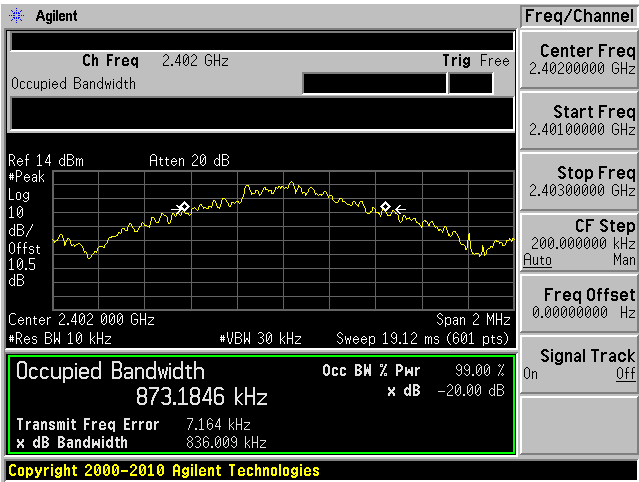 Agilent
Freq/Channel
Ch Freq 2.402 GHz Trig Free
Occupied Bandwidth
Center Freq
2.40200000 GHz
Start Freq
2.40100000 GHz
Stop Freq
2.40300000 GHz
CF Step
200.000000 kHz
Auto Man
Freq Offset
0.00000000 Hz
Signal Track
On Off
Ref 14 dBm Atten 20 dB
#Peak
Log
10
dB/
Offst
10.5
dB
Center 2.402 000 GHz Span 2 MHz
#Res BW 10 kHz #VBW 30 kHz Sweep 19.12 ms (601 pts)
Occupied Bandwidth Occ BW % Pwr 99.00 %
873.1846 kHz x dB -20.00 dB
Transmit Freq Error 7.164 kHz
x dB Bandwidth 836.009 kHz
Copyright 2000-2010 Agilent Technologies